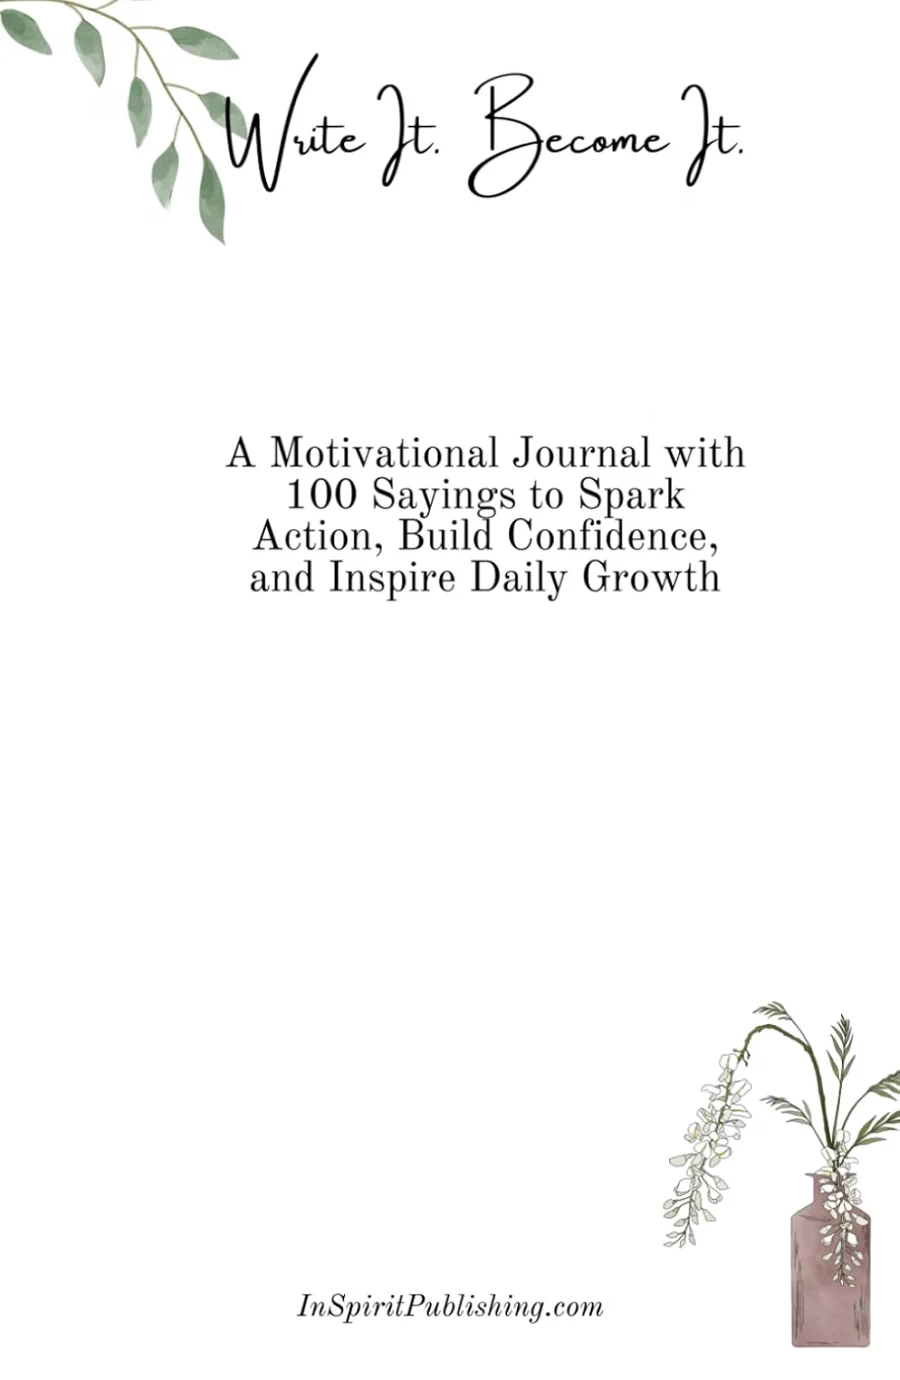 Write It. Become It.
A Motivational Journal with
100 Sayings to Spark
Action, Build Confidence,
and Inspire Daily Growth
InSpiritPublishing.com